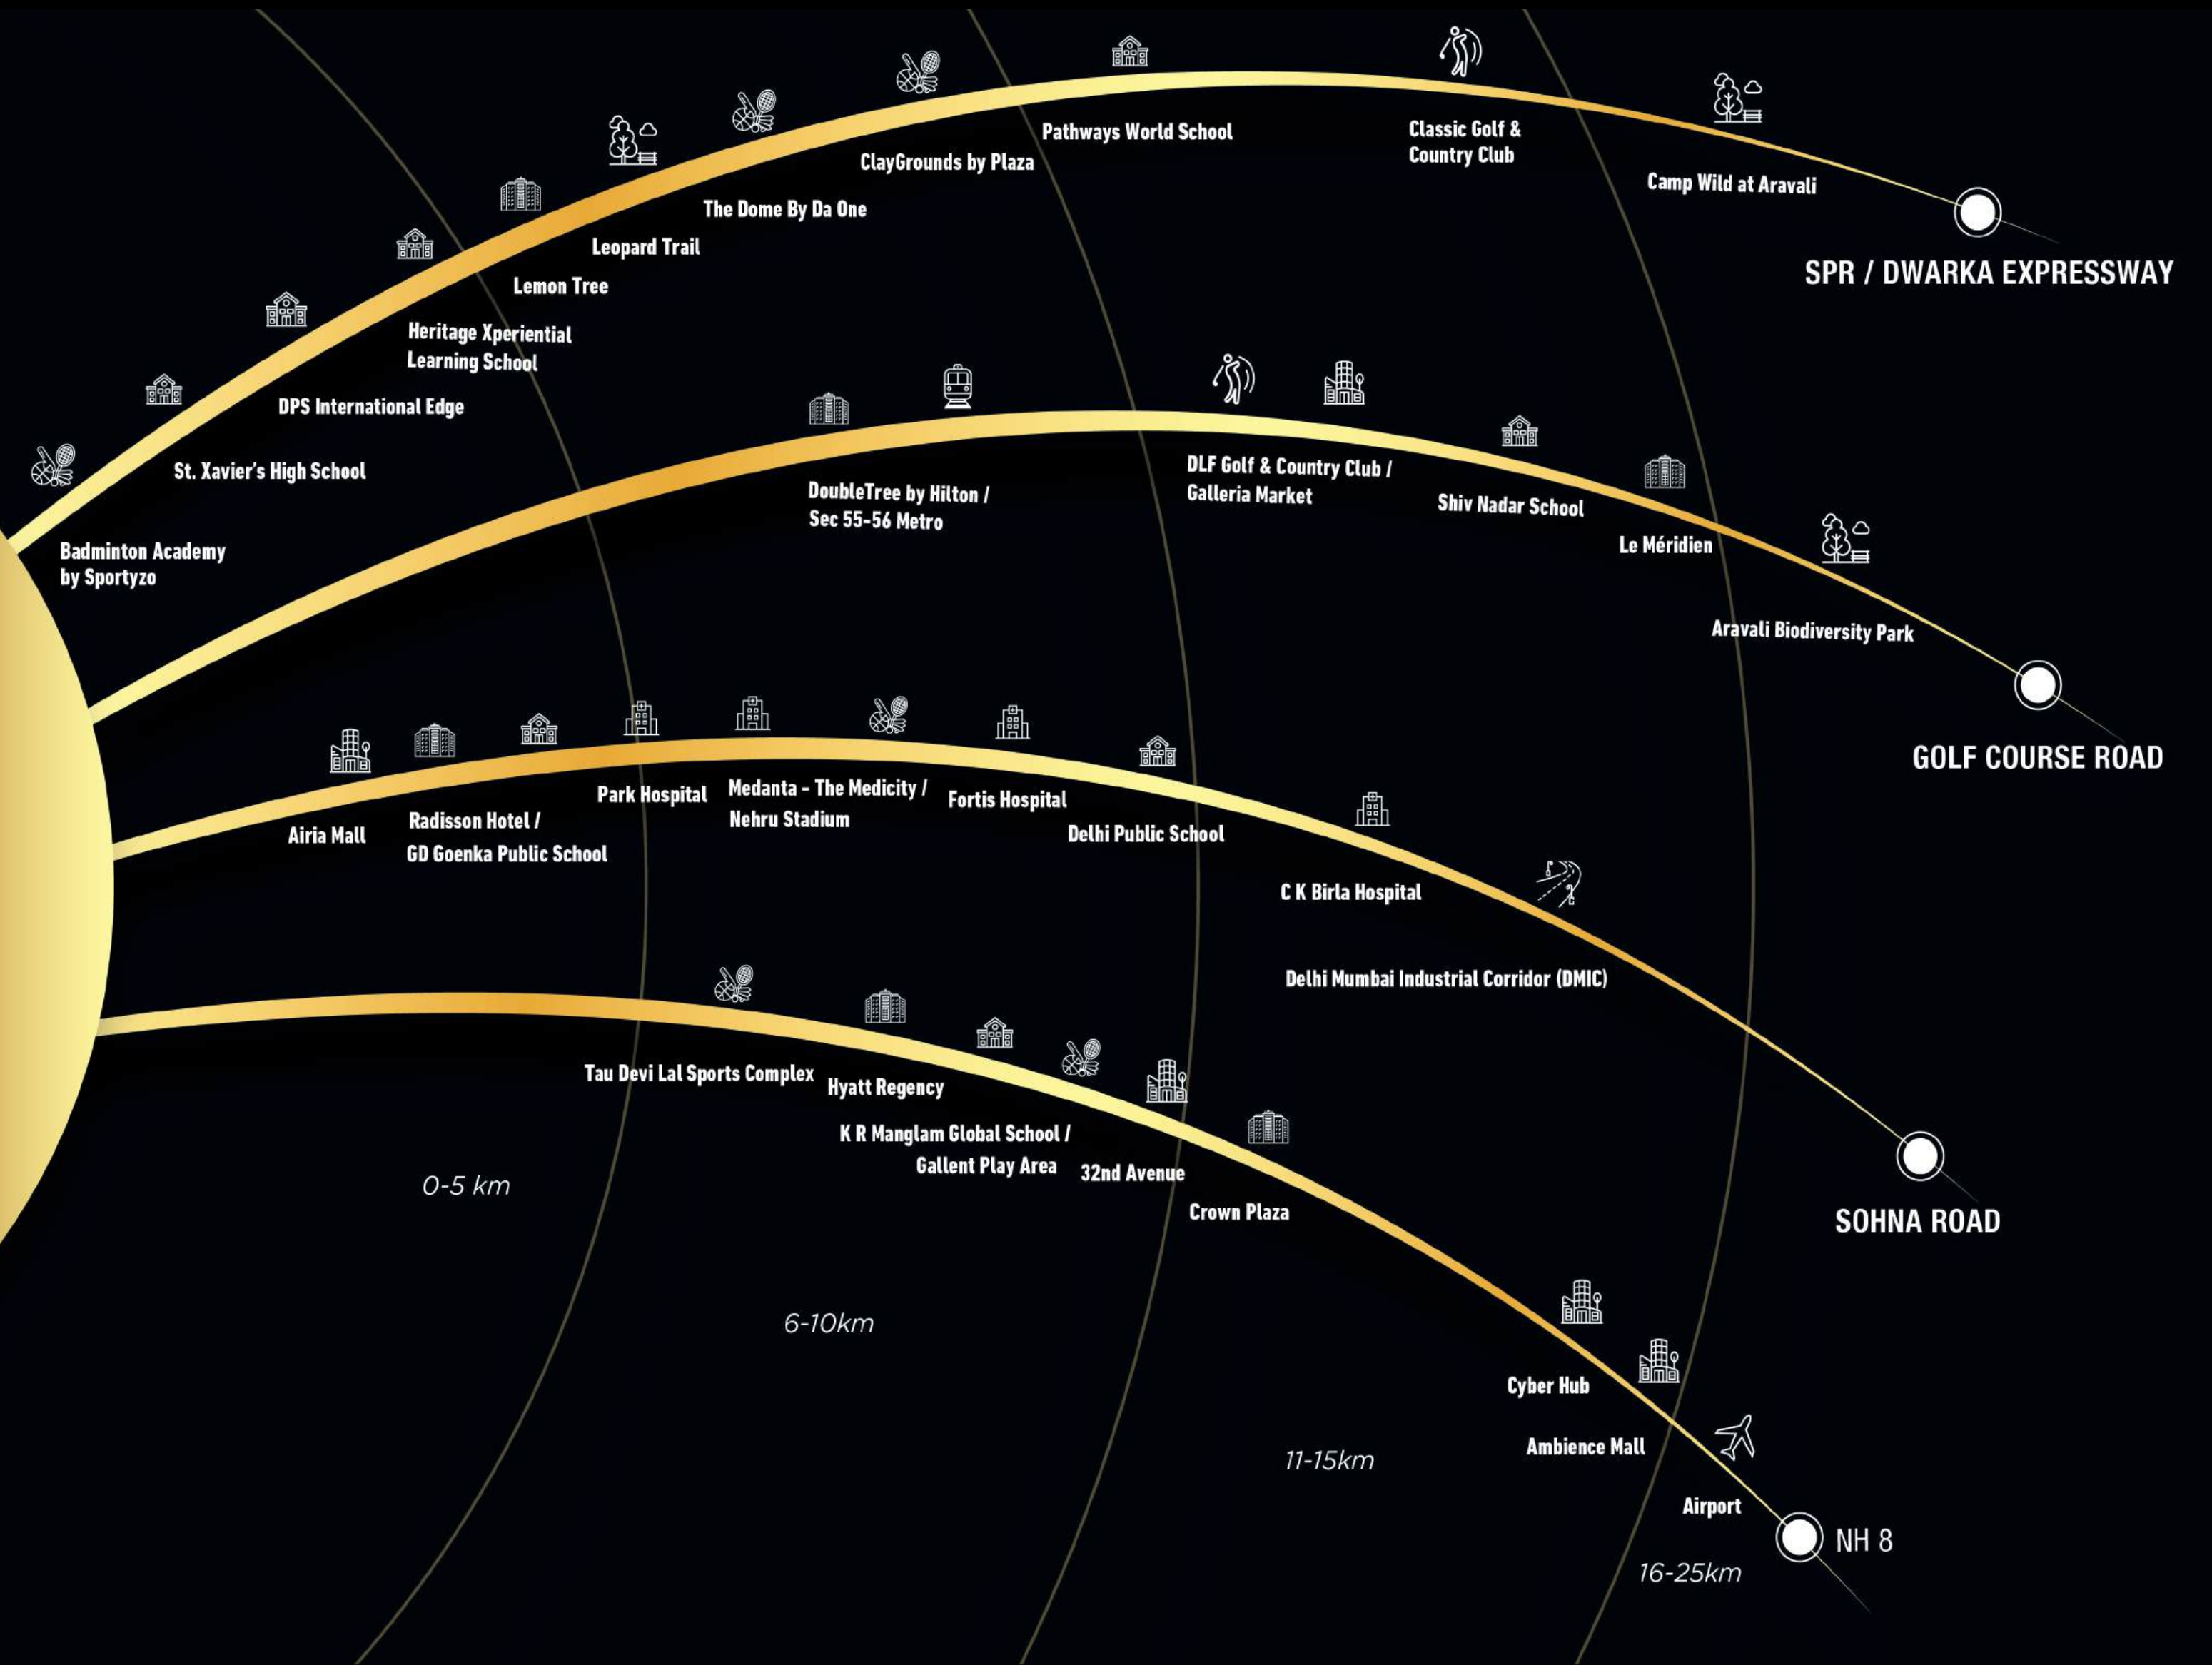 Pathways World School
Classic Golf &
Country Club
ClayGrounds by Plaza
Camp Wild at Aravali
The Dome By Da One
Leopard Trail
Lemon Tree
SPR / DWARKA EXPRESSWAY
Heritage Xperiential
Learning School
DPS International Edge
St. Xavier's High School
Badminton Academy
by Sportyzo
DoubleTree by Hilton /
Sec 55-56 Metro
DLF Golf & Country Club /
Galleria Market
Shiv Nadar School
Le Méridien
Aravali Biodiversity Park
GOLF COURSE ROAD
Airia Mall
Radisson Hotel /
GD Goenka Public School
Park Hospital
Medanta - The Medicity /
Nehru Stadium
Fortis Hospital
Delhi Public School
C K Birla Hospital
Delhi Mumbai Industrial Corridor (DMIC)
SOHNA ROAD
Tau Devi Lal Sports Complex
Hyatt Regency
K R Manglam Global School /
Gallent Play Area
32nd Avenue
Crown Plaza
Cyber Hub
Ambience Mall
Airport
NH 8
0-5 km
6-10km
11-15km
16-25km